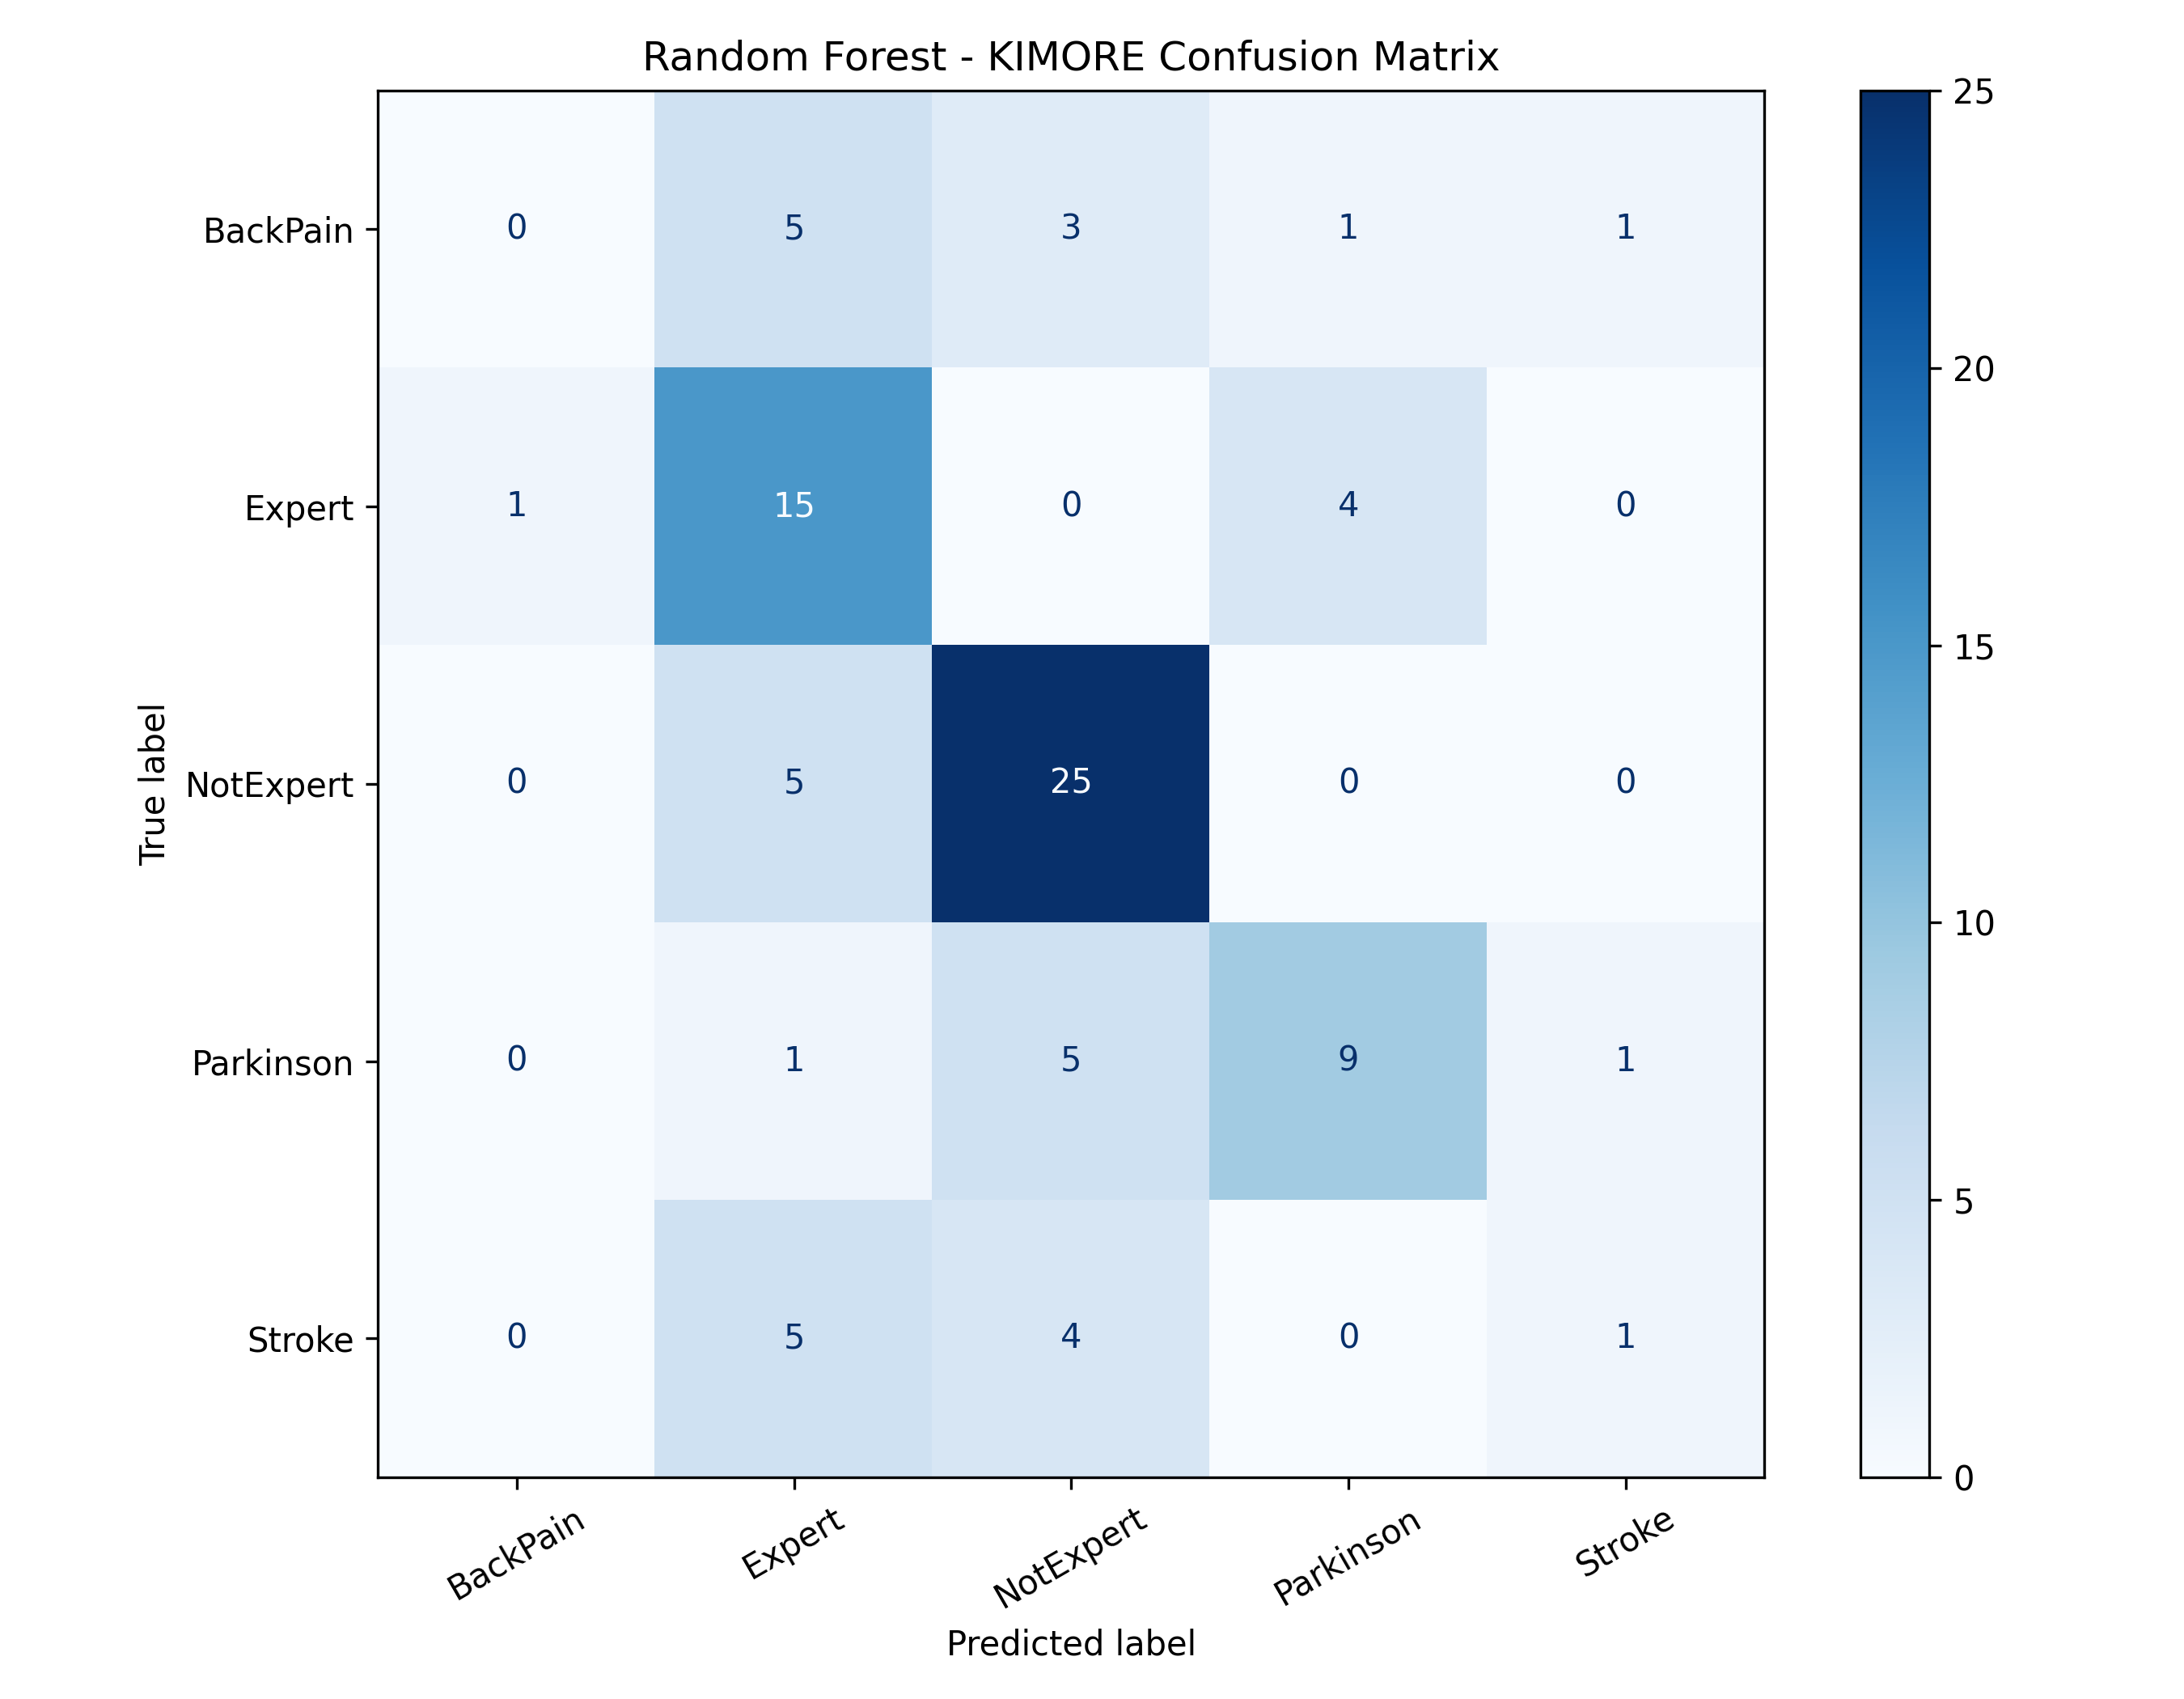 Random Forest - KIMORE Confusion Matrix
True label
BackPain 0 5 3 1 1
Expert 1 15 0 4 0
NotExpert 0 5 25 0 0
Parkinson 0 1 5 9 1
Stroke 0 5 4 0 1
BackPain Expert NotExpert Parkinson Stroke
Predicted label
25
20
15
10
5
0